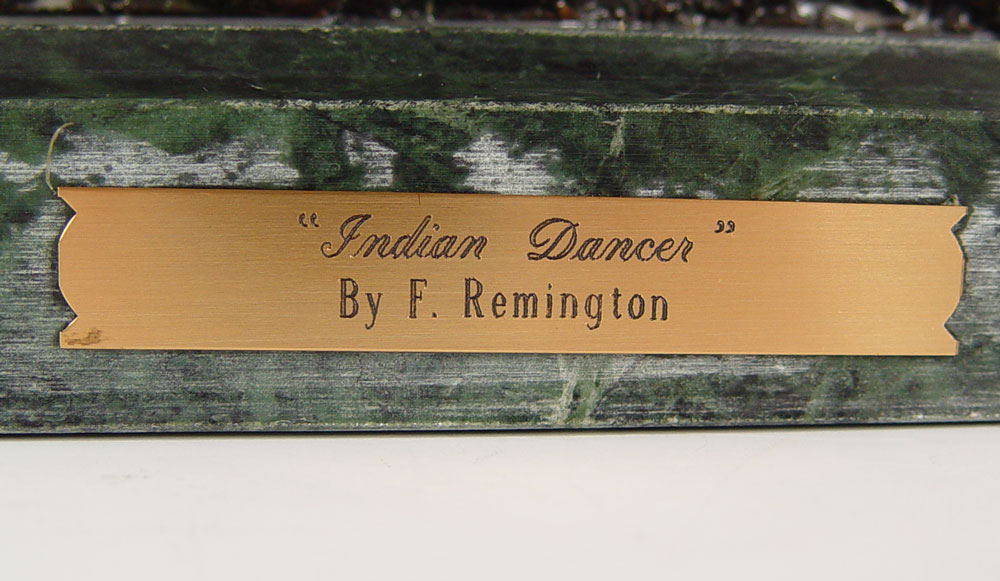 “Indian Dancer”
By F. Remington